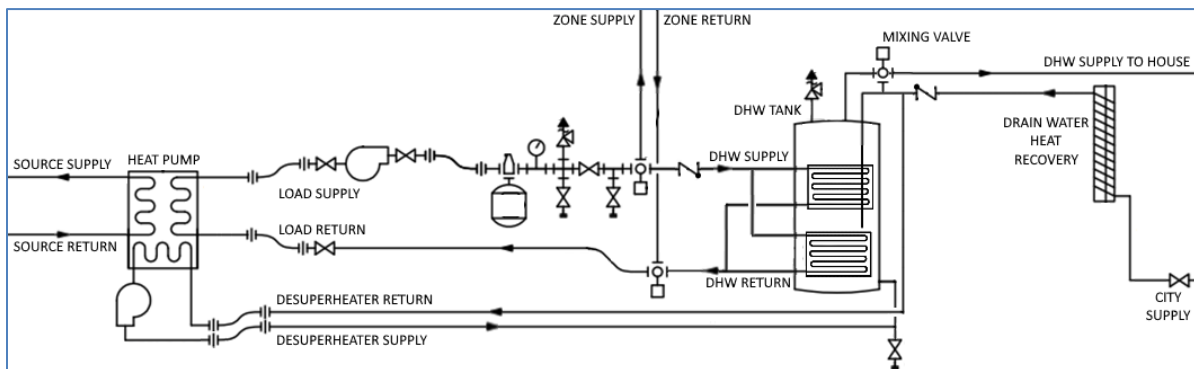 ZONE SUPPLY
ZONE RETURN
MIXING VALVE
DHW SUPPLY TO HOUSE
DHW TANK
DRAIN WATER
HEAT
RECOVERY
SOURCE SUPPLY
HEAT PUMP
DHW SUPPLY
LOAD SUPPLY
LOAD RETURN
SOURCE RETURN
DHW RETURN
DESUPERHEATER RETURN
DESUPERHEATER SUPPLY
CITY
SUPPLY